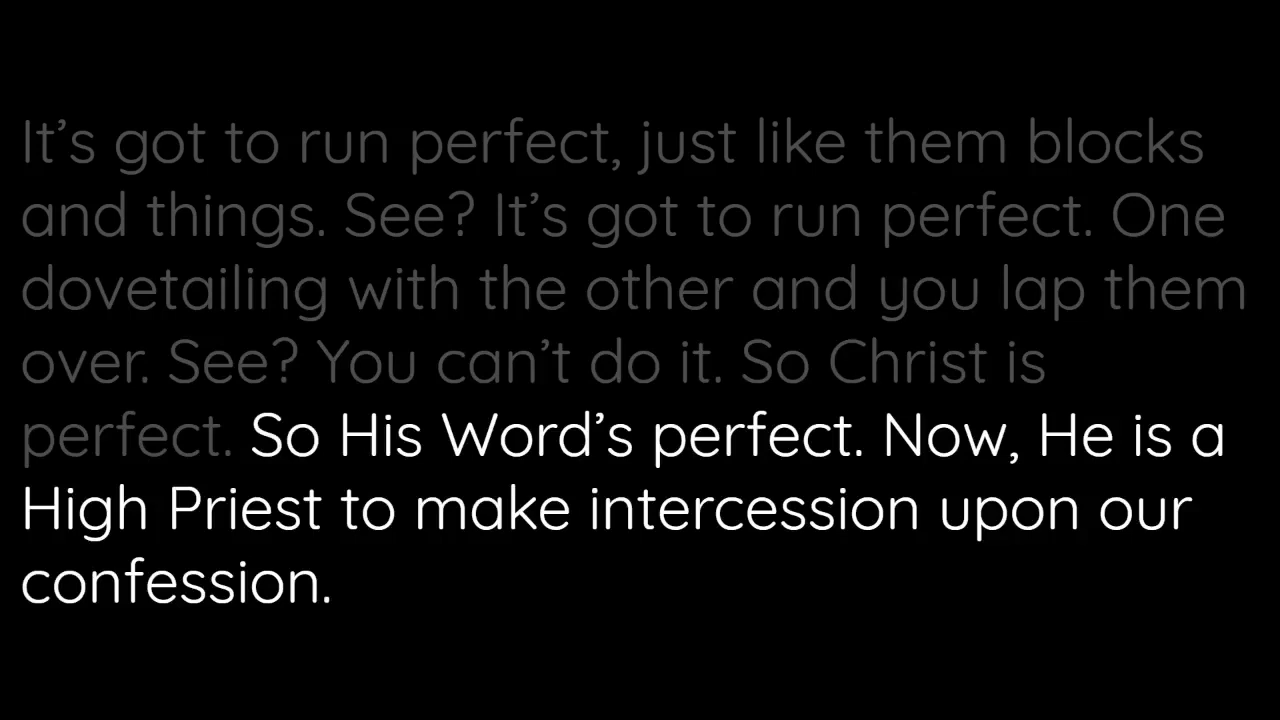 It’s got to run perfect, just like them blocks
and things. See? It’s got to run perfect. One
dovetailing with the other and you lap them
over. See? You can’t do it. So Christ is
perfect. So His Word’s perfect. Now, He is a
High Priest to make intercession upon our
confession.